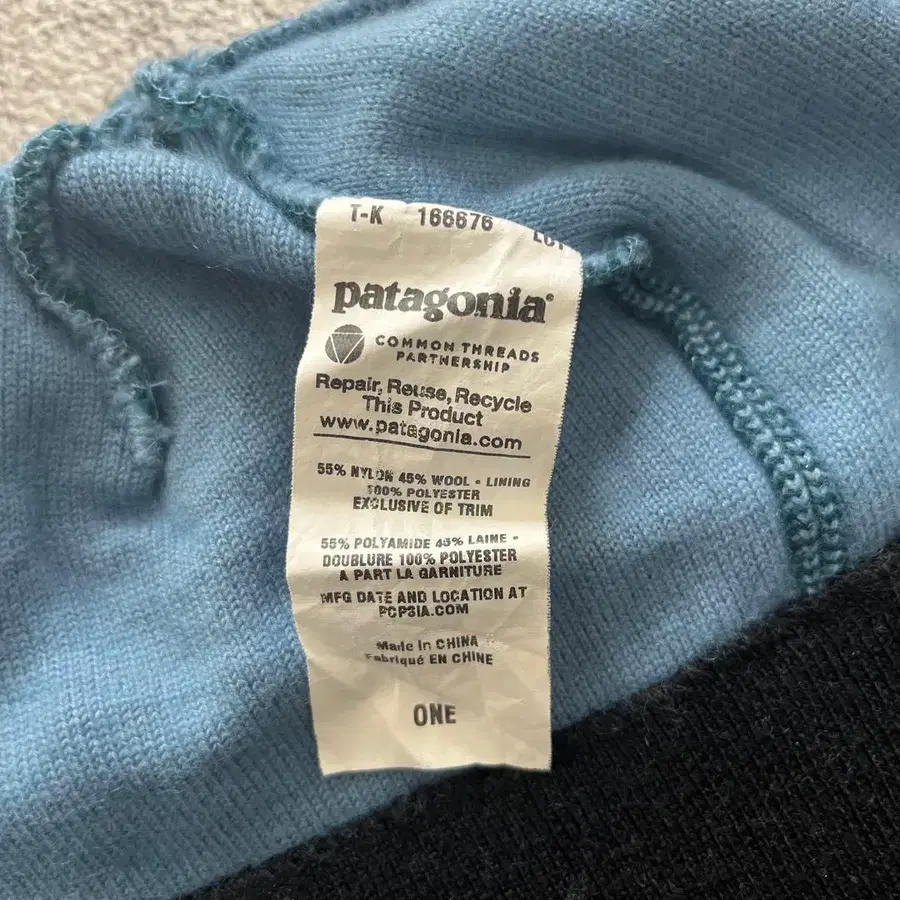 T-K 166676
patagonia®
COMMON THREADS
PARTNERSHIP
Repair, Reuse, Recycle
This Product
www.patagonia.com
55% NYLON 45% WOOL • LINING
100% POLYESTER
EXCLUSIVE OF TRIM
55% POLYAMIDE 45% LAINE •
DOUBLURE 100% POLYESTER
A PART LA GARNITURE
MFG DATE AND LOCATION AT
PCPSIA.COM
Made in CHINA
Fabriqué EN CHINE
ONE